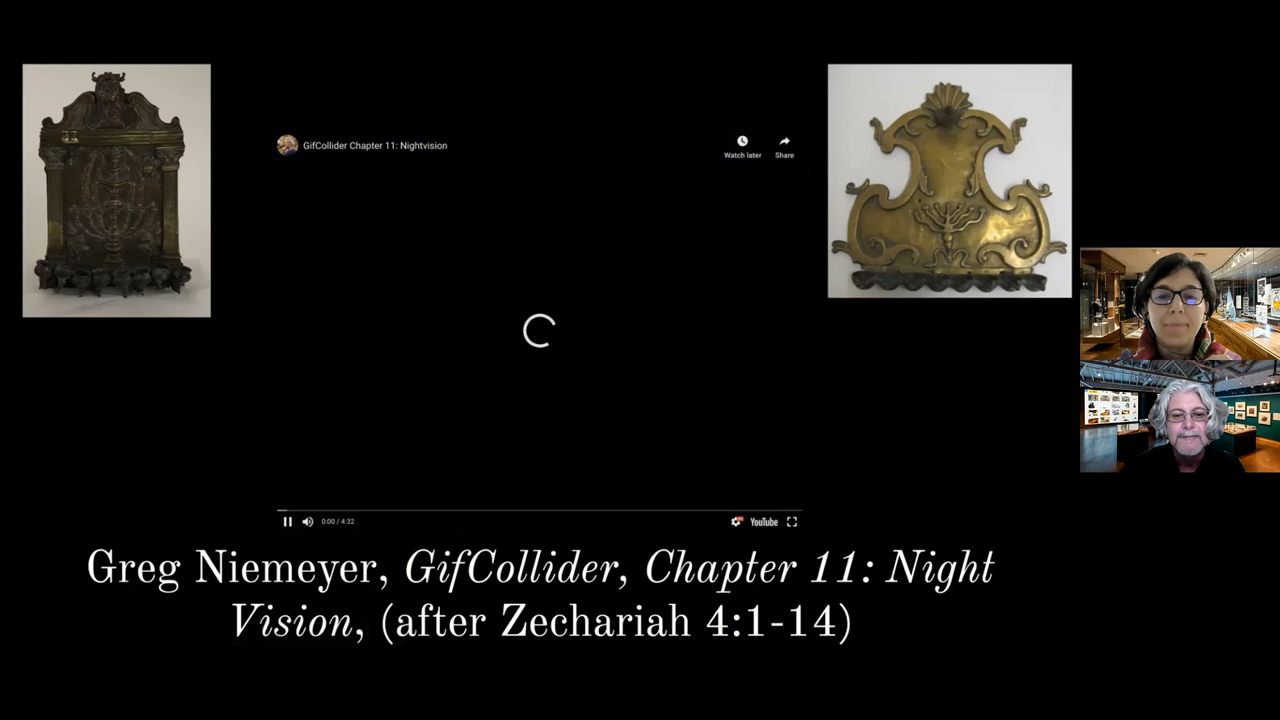 GifCollider Chapter 11: Nightvision
Watch later
Share
0:00 / 4:32
YouTube
Greg Niemeyer, GifCollider, Chapter 11: Night
Vision, (after Zechariah 4:1-14)